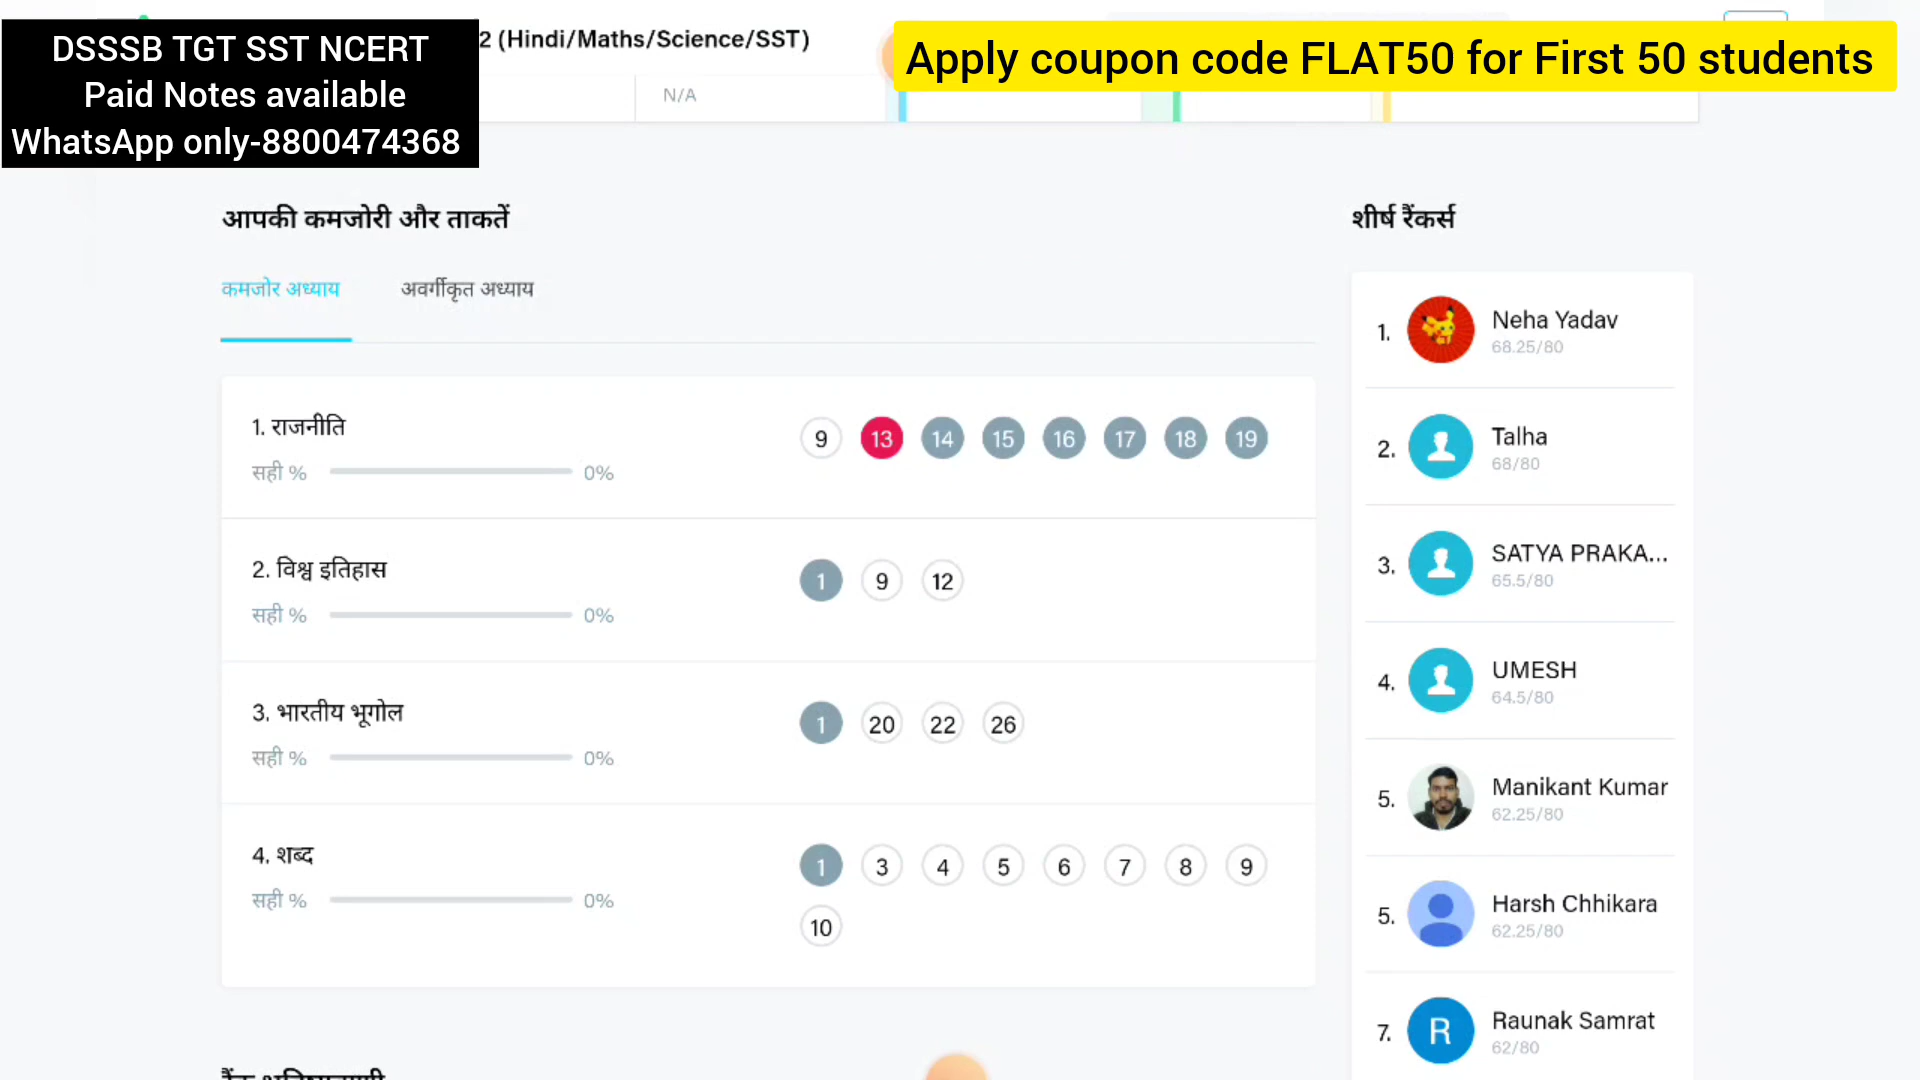 DSSSB TGT SST NCERT
Paid Notes available
WhatsApp only-8800474368
2 (Hindi/Maths/Science/SST)
Apply coupon code FLAT50 for First 50 students
N/A
आपकी कमजोरी और ताकतें
कमजोर अध्याय अवर्गीकृत अध्याय
1. राजनीति
सही % 0%
9 13 14 15 16 17 18 19
2. विश्व इतिहास
सही % 0%
1 9 12
3. भारतीय भूगोल
सही % 0%
1 20 22 26
4. शब्द
सही % 0%
1 3 4 5 6 7 8 9
10
शीर्ष रैंकर्स
1. Neha Yadav
68.25/80
2. Talha
68/80
3. SATYA PRAKA...
65.5/80
4. UMESH
64.5/80
5. Manikant Kumar
62.25/80
5. Harsh Chhikara
62.25/80
7. R Raunak Samrat
62/80